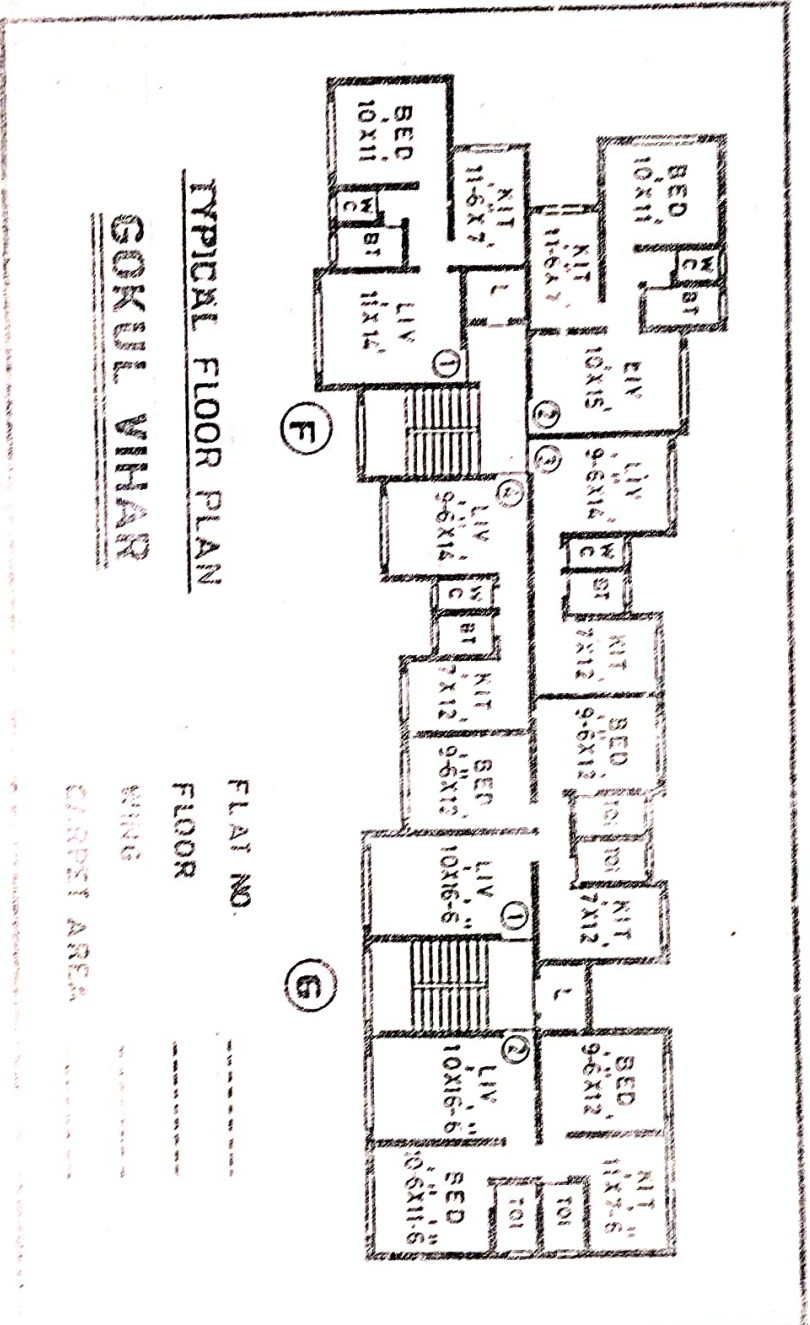 BED
10'X11'
W
C
BT
KIT
11'-6"X7'
LIV
10'X15'
2
3
LIV
9'-6"X14'
W
C
BT
KIT
7'X12'
BED
9'-6"X12'
TOI
TOI
KIT
7'X12'
L
BED
9'-6"X12'
KIT
11'X7'-6"
TOI
TOI
BED
10'-6"X11'-6"
KIT
11'-6"X7'
L
BED
10'X11'
W
C
BT
LIV
11'X14'
1
4
LIV
9'-6"X14'
W
C
BT
KIT
7'X12'
BED
9'-6"X12'
1
LIV
10'X16'-6"
2
LIV
10'X16'-6"
F
G
TYPICAL FLOOR PLAN
GOKUL VIHAR
FLAT NO.
FLOOR
WING
CARPET AREA